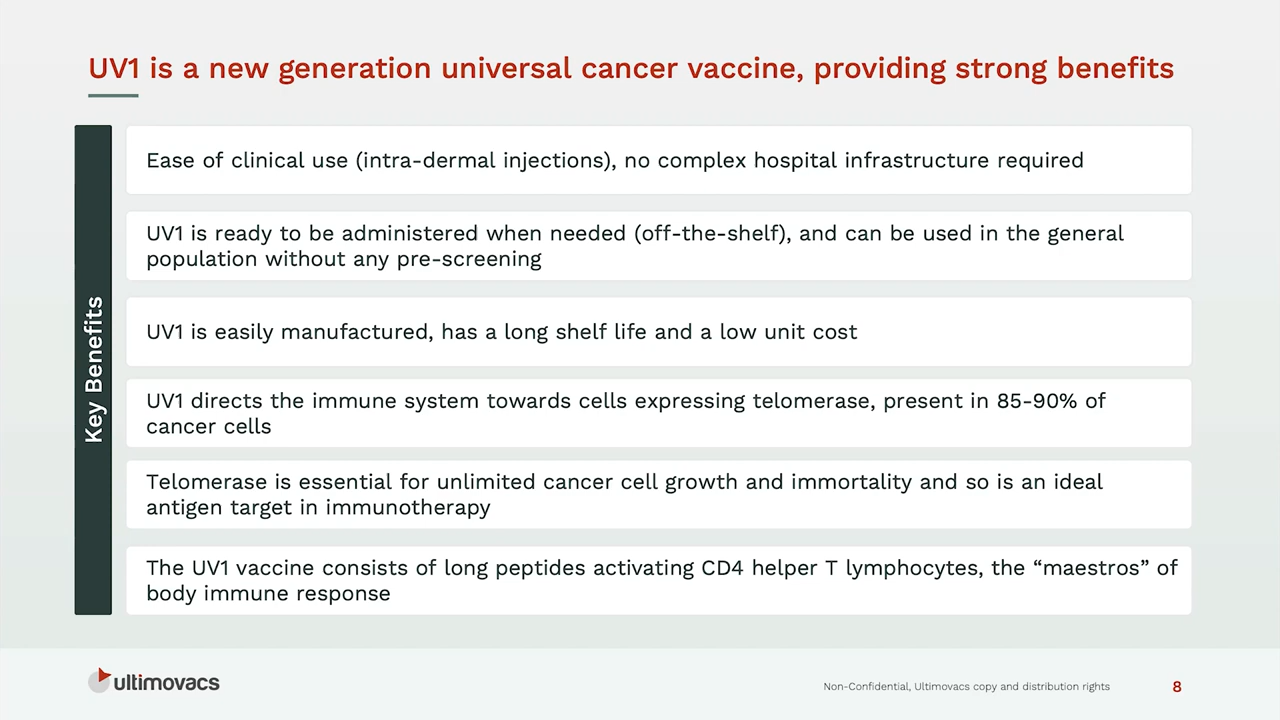 UV1 is a new generation universal cancer vaccine, providing strong benefits
Key Benefits
Ease of clinical use (intra-dermal injections), no complex hospital infrastructure required
UV1 is ready to be administered when needed (off-the-shelf), and can be used in the general
population without any pre-screening
UV1 is easily manufactured, has a long shelf life and a low unit cost
UV1 directs the immune system towards cells expressing telomerase, present in 85-90% of
cancer cells
Telomerase is essential for unlimited cancer cell growth and immortality and so is an ideal
antigen target in immunotherapy
The UV1 vaccine consists of long peptides activating CD4 helper T lymphocytes, the “maestros” of
body immune response
ultimovacs
Non-Confidential, Ultimovacs copy and distribution rights
8